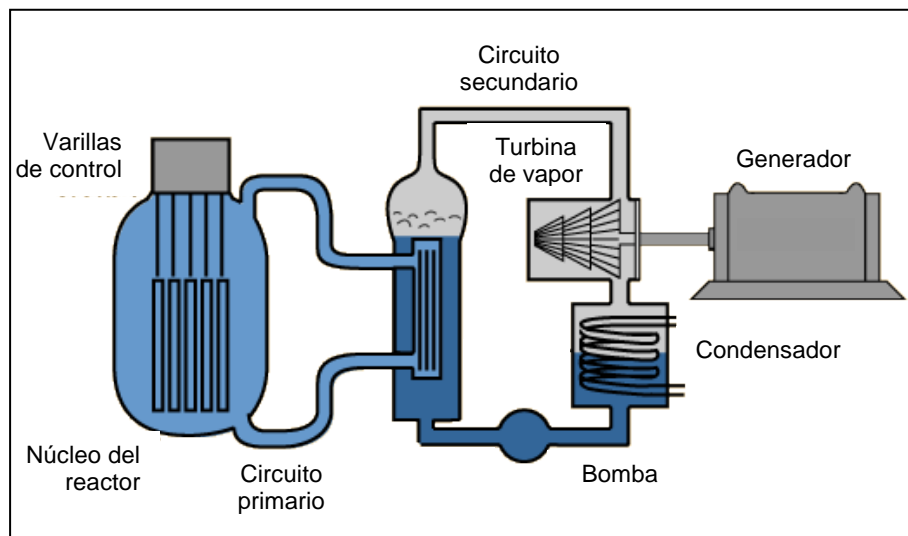 Circuito
secundario
Varillas
de control
Turbina
de vapor
Generador
Condensador
Núcleo del
reactor
Circuito
primario
Bomba